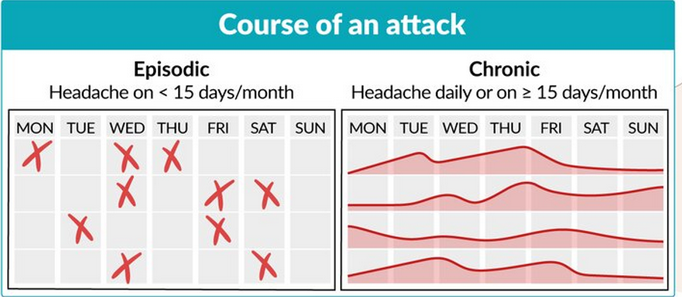 Course of an attack
Episodic
Headache on < 15 days/month
MON TUE WED THU FRI SAT SUN
Chronic
Headache daily or on ≥ 15 days/month
MON TUE WED THU FRI SAT SUN